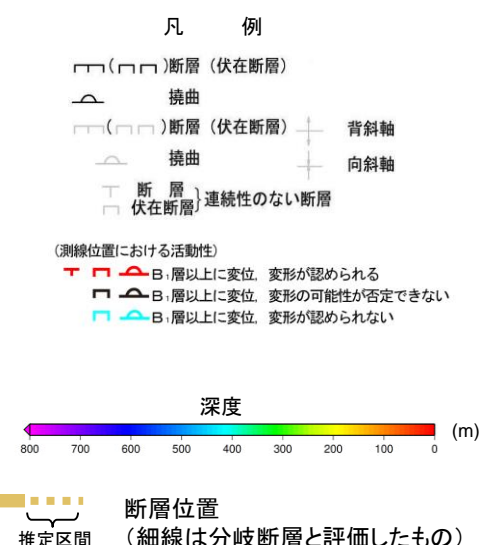 凡 例
(   )断層（伏在断層）
撓曲
(   )断層（伏在断層） 背斜軸
撓曲 向斜軸
断 層
伏在断層}連続性のない断層
（測線位置における活動性）
B₁層以上に変位，変形が認められる
B₁層以上に変位，変形の可能性が否定できない
B₁層以上に変位，変形が認められない
深度
800 700 600 500 400 300 200 100 0 (m)
断層位置
推定区間 （細線は分岐断層と評価したもの）